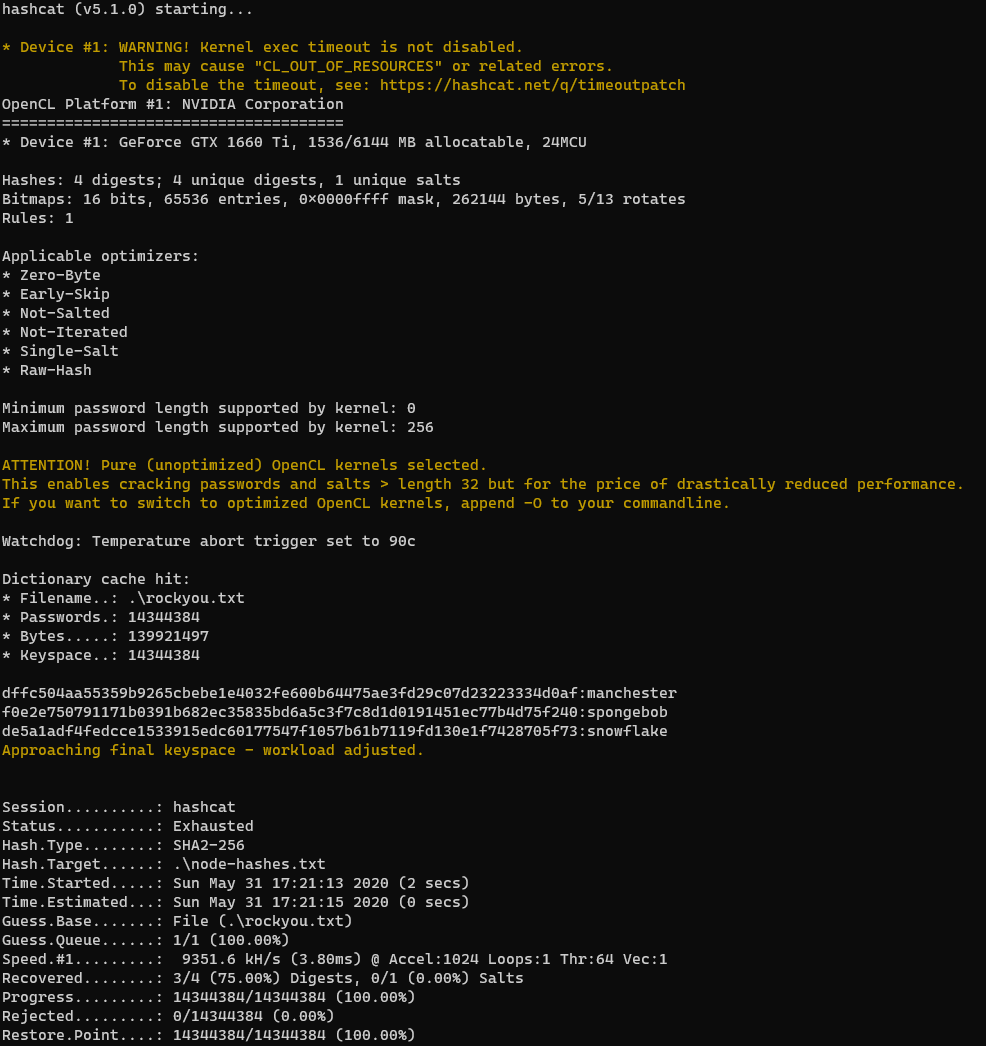 hashcat (v5.1.0) starting...
* Device #1: WARNING! Kernel exec timeout is not disabled.
This may cause "CL_OUT_OF_RESOURCES" or related errors.
To disable the timeout, see: https://hashcat.net/q/timeoutpatch
OpenCL Platform #1: NVIDIA Corporation
======================================
* Device #1: GeForce GTX 1660 Ti, 1536/6144 MB allocatable, 24MCU
Hashes: 4 digests; 4 unique digests, 1 unique salts
Bitmaps: 16 bits, 65536 entries, 0x0000ffff mask, 262144 bytes, 5/13 rotates
Rules: 1
Applicable optimizers:
* Zero-Byte
* Early-Skip
* Not-Salted
* Not-Iterated
* Single-Salt
* Raw-Hash
Minimum password length supported by kernel: 0
Maximum password length supported by kernel: 256
ATTENTION! Pure (unoptimized) OpenCL kernels selected.
This enables cracking passwords and salts > length 32 but for the price of drastically reduced performance.
If you want to switch to optimized OpenCL kernels, append -O to your commandline.
Watchdog: Temperature abort trigger set to 90c
Dictionary cache hit:
* Filename..: .\rockyou.txt
* Passwords.: 14344384
* Bytes.....: 139921497
* Keyspace..: 14344384
dffc504aa55359b9265cbebe1e4032fe600b64475ae3fd29c07d23223334d0af:manchester
f0e2e750791171b0391b682ec35835bd6a5c3f7c8d1d0191451ec77b4d75f240:spongebob
de5a1adf4fedcce1533915edc60177547f1057b61b7119fd130e1f7428705f73:snowflake
Approaching final keyspace - workload adjusted.
Session..........: hashcat
Status...........: Exhausted
Hash.Type........: SHA2-256
Hash.Target......: .\node-hashes.txt
Time.Started.....: Sun May 31 17:21:13 2020 (2 secs)
Time.Estimated...: Sun May 31 17:21:15 2020 (0 secs)
Guess.Base.......: File (.\rockyou.txt)
Guess.Queue......: 1/1 (100.00%)
Speed.#1.........:  9351.6 kH/s (3.80ms) @ Accel:1024 Loops:1 Thr:64 Vec:1
Recovered........: 3/4 (75.00%) Digests, 0/1 (0.00%) Salts
Progress.........: 14344384/14344384 (100.00%)
Rejected.........: 0/14344384 (0.00%)
Restore.Point....: 14344384/14344384 (100.00%)